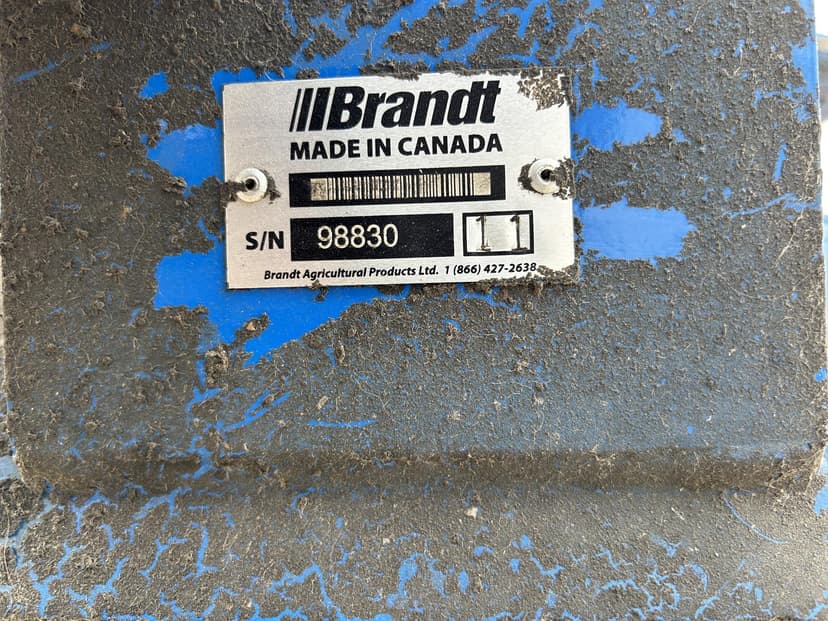 Brandt
MADE IN CANADA
S/N 98830 11
Brandt Agricultural Products Ltd. 1 (866) 427-2638